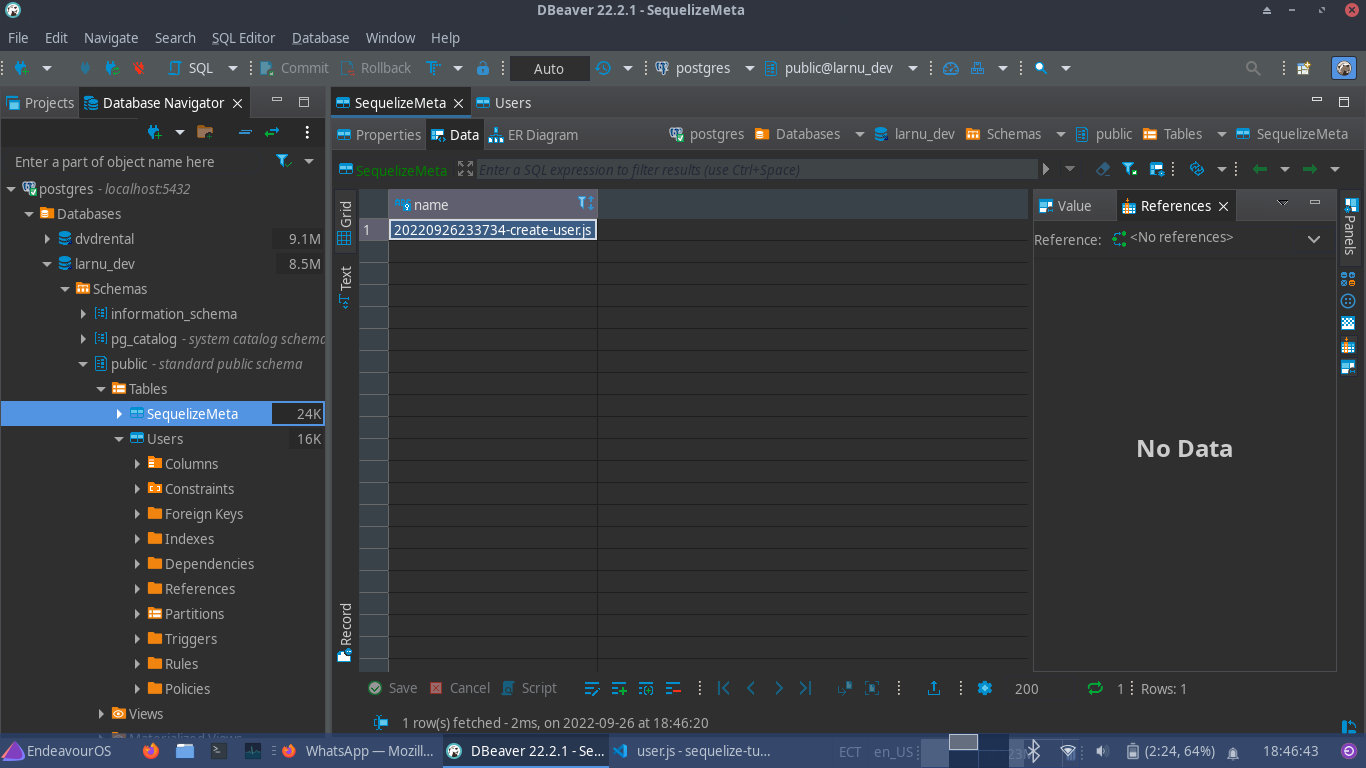 DBeaver 22.2.1 - SequelizeMeta
File Edit Navigate Search SQL Editor Database Window Help
SQL Commit Rollback Auto postgres public@larnu_dev
Projects Database Navigator
SequelizeMeta Users
Properties Data ER Diagram postgres Databases larnu_dev Schemas public Tables SequelizeMeta
Enter a part of object name here
SequelizeMeta Enter a SQL expression to filter results (use Ctrl+Space)
postgres - localhost:5432
Databases
dvdrental 9.1M
larnu_dev 8.5M
Schemas
information_schema
pg_catalog - system catalog schema
public - standard public schema
Tables
SequelizeMeta 24K
Users 16K
Columns
Constraints
Foreign Keys
Indexes
Dependencies
References
Partitions
Triggers
Rules
Policies
Views
Materialized Views
Grid
Text
Record
name
1 20220926233734-create-user.js
Value References
Reference: <No references>
No Data
Panels
Save Cancel Script 200 1 Rows: 1
1 row(s) fetched - 2ms, on 2022-09-26 at 18:46:20
EndeavourOS WhatsApp — Mozill... DBeaver 22.2.1 - Se... user.js - sequelize-tu... ECT en_US (2:24, 64%) 18:46:43